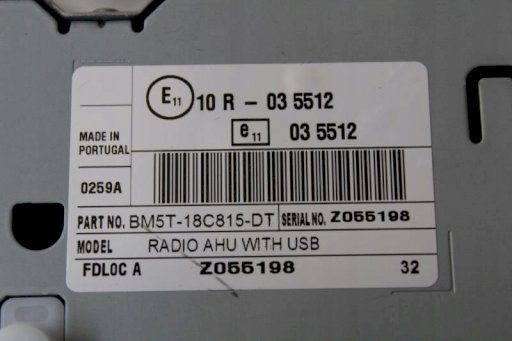 E11 10 R - 03 5512
e11 03 5512
MADE IN
PORTUGAL
0259A
PART NO. BM5T-18C815-DT SERIAL NO. Z055198
MODEL RADIO AHU WITH USB
FDLOC A Z055198 32